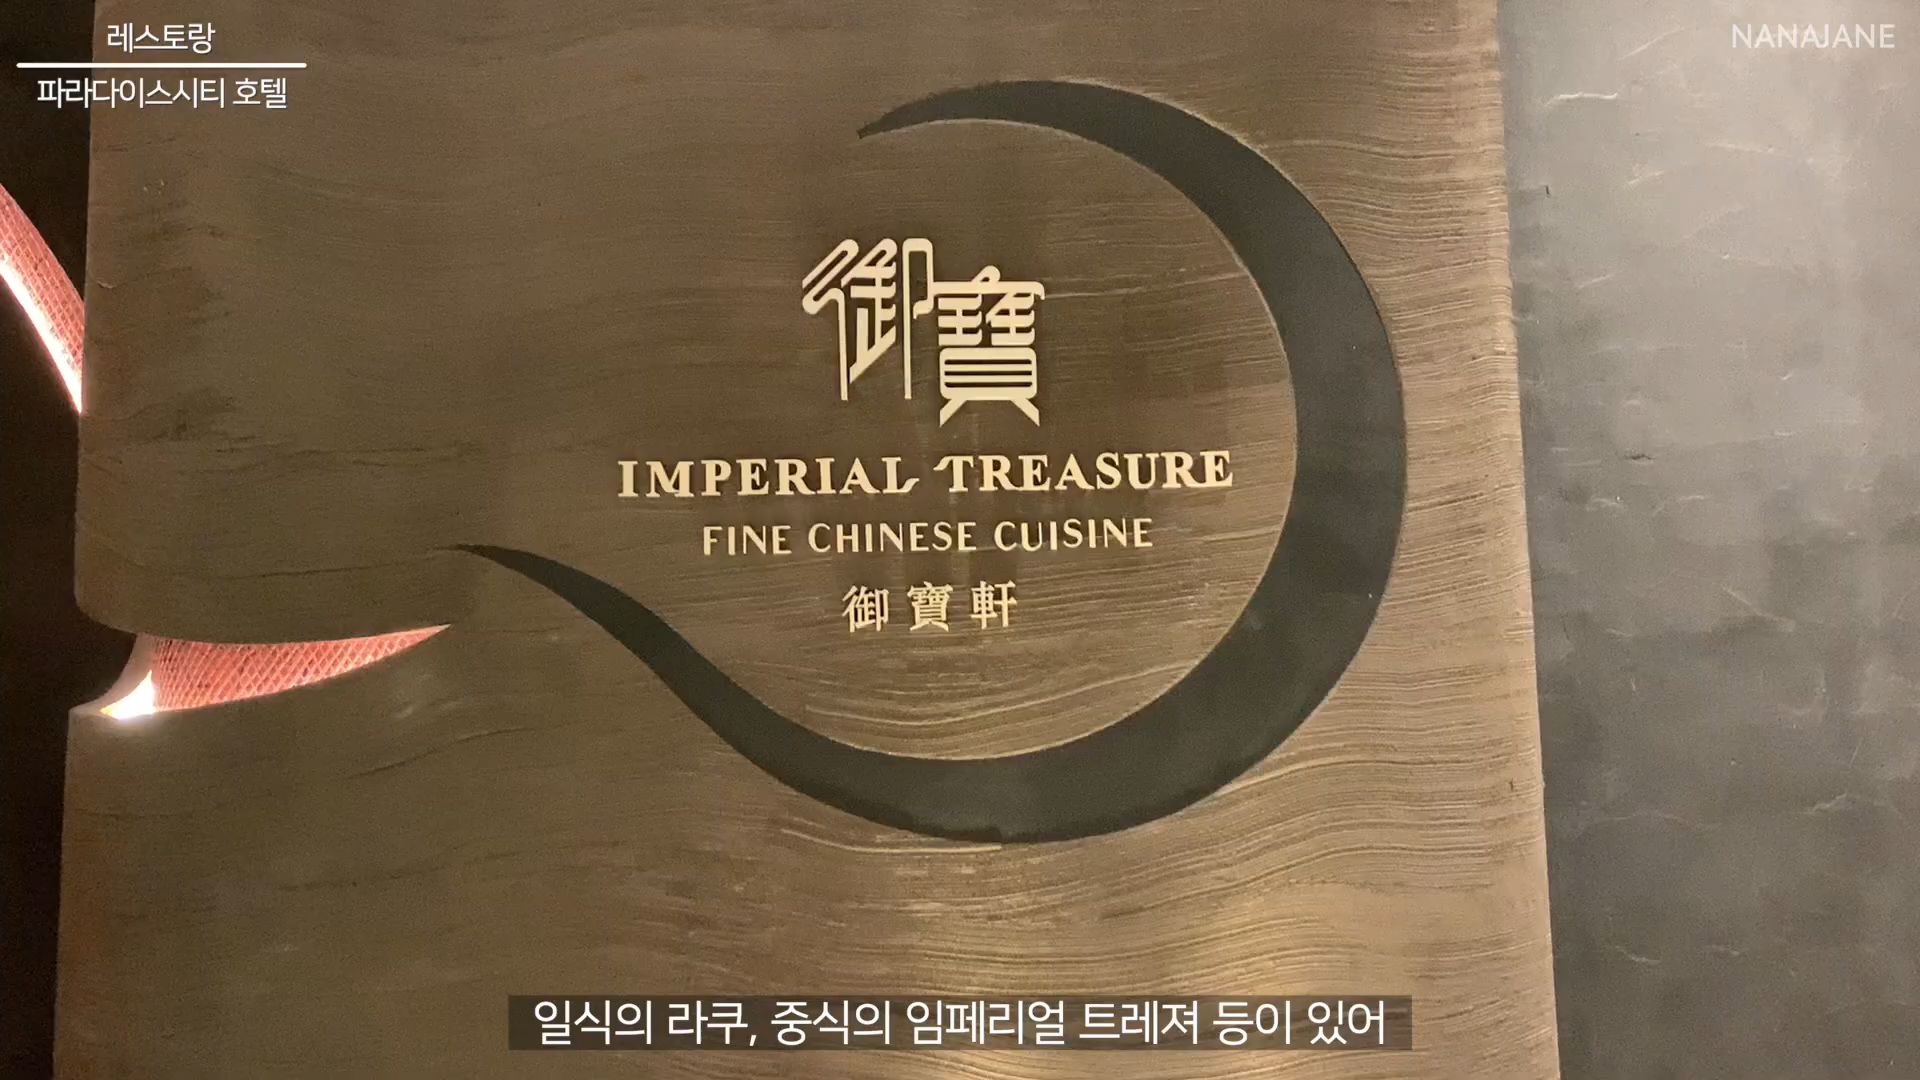 레스토랑
파라다이스시티 호텔
NANAJANE
御寶
IMPERIAL TREASURE
FINE CHINESE CUISINE
御寶軒
일식의 라쿠, 중식의 임페리얼 트레져 등이 있어